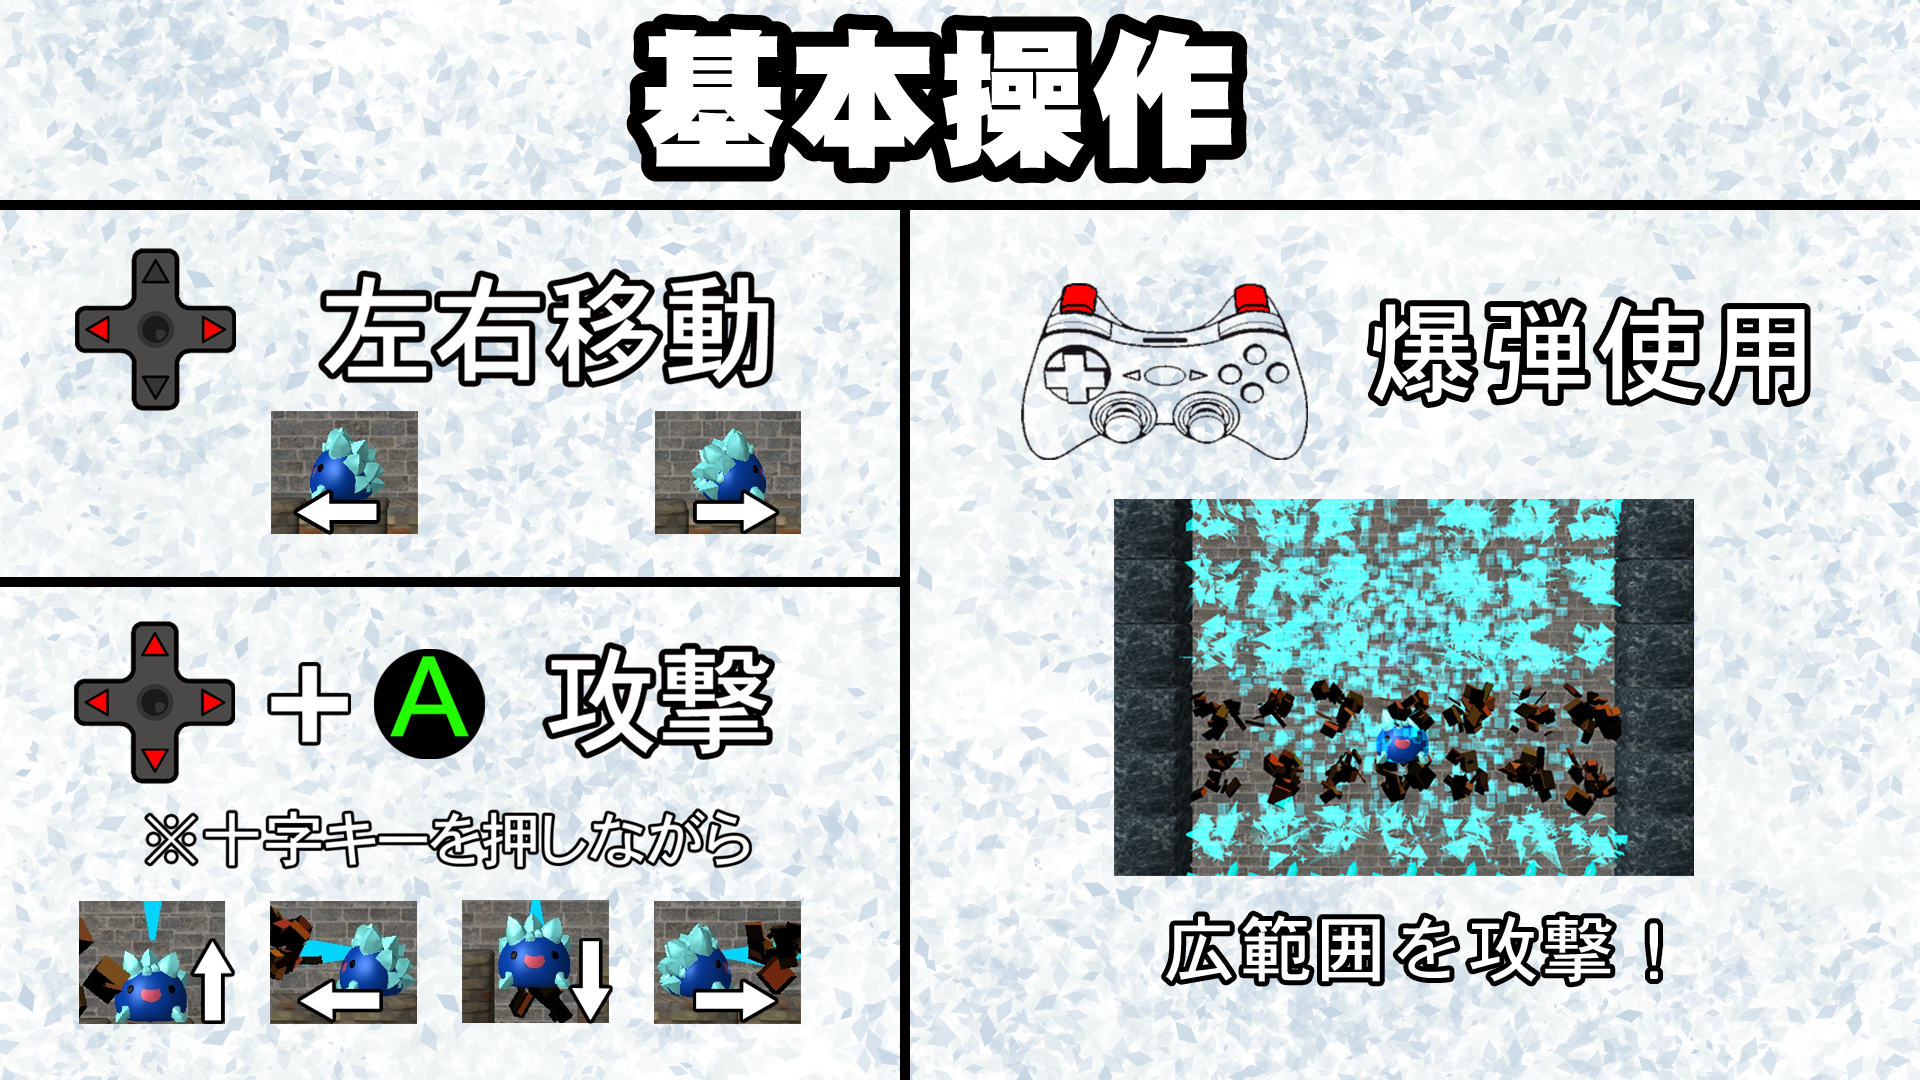 基本操作
左右移動
+ A 攻撃
※十字キーを押しながら
爆弾使用
広範囲を攻撃！